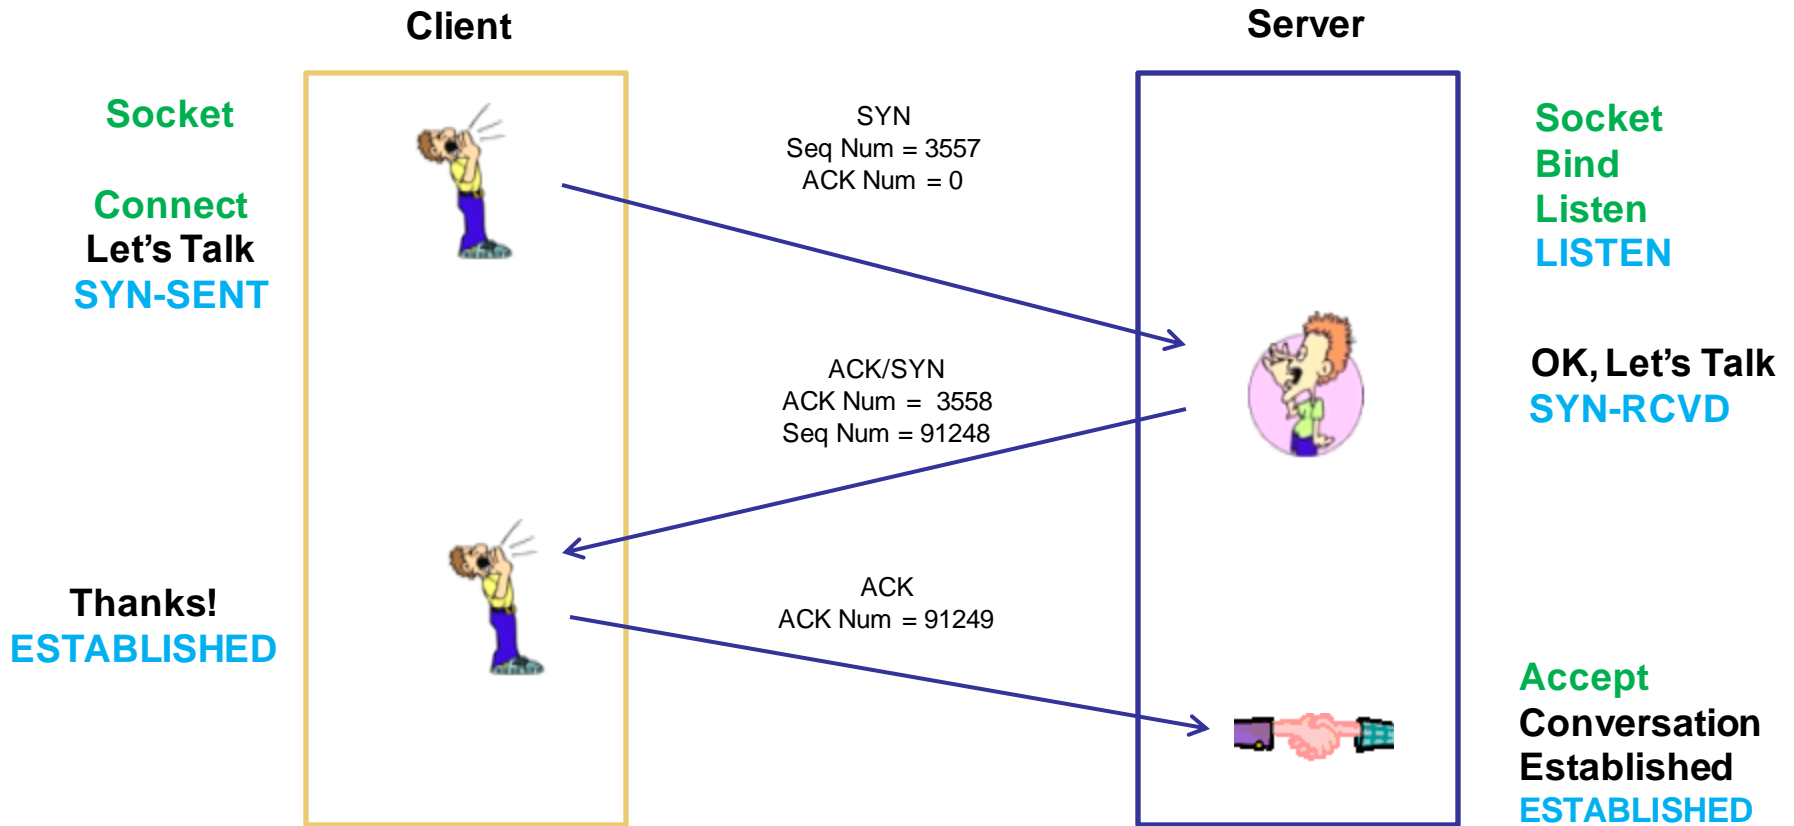 Client
Server
Socket
Connect
Let's Talk
SYN-SENT
SYN
Seq Num = 3557
ACK Num = 0
Socket
Bind
Listen
LISTEN
ACK/SYN
ACK Num =  3558
Seq Num = 91248
OK, Let's Talk
SYN-RCVD
Thanks!
ESTABLISHED
ACK
ACK Num = 91249
Accept
Conversation
Established
ESTABLISHED